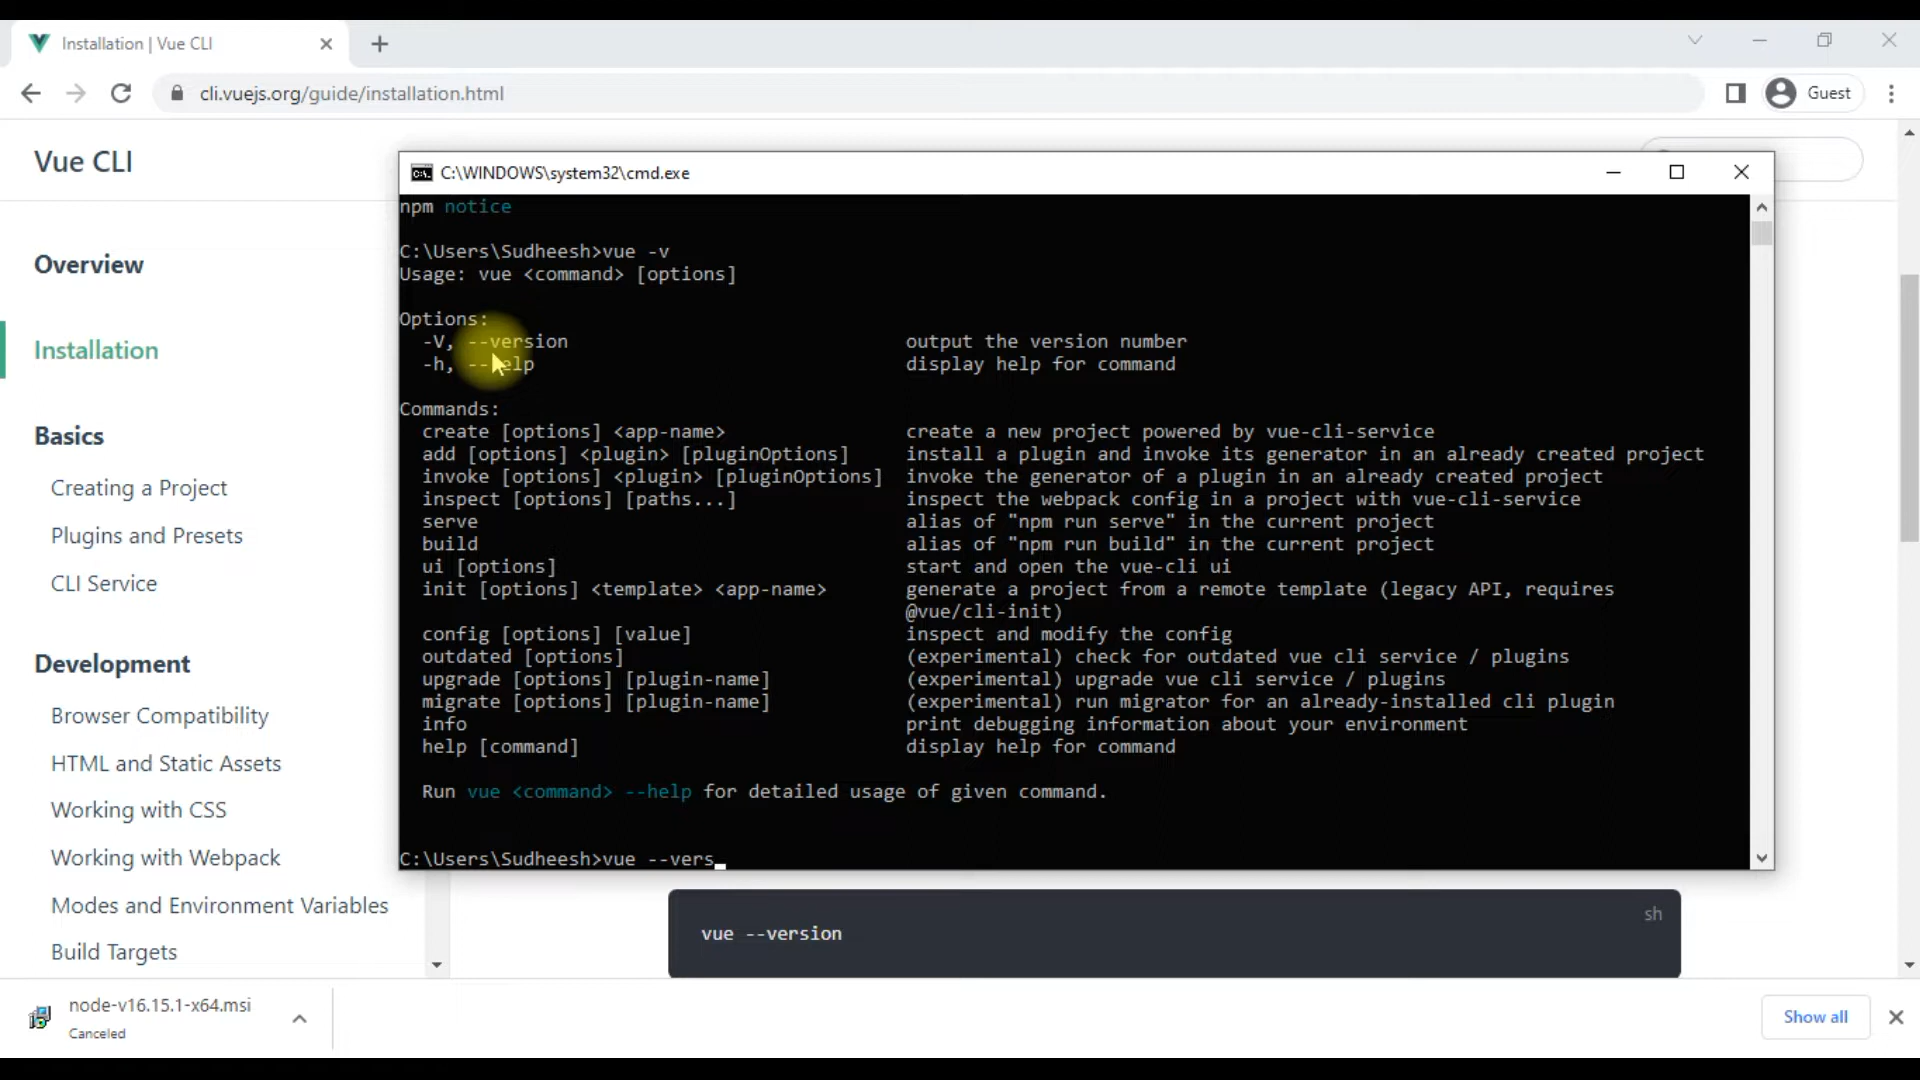 Installation | Vue CLI
cli.vuejs.org/guide/installation.html
Guest
Vue CLI
Overview
Installation
Basics
Creating a Project
Plugins and Presets
CLI Service
Development
Browser Compatibility
HTML and Static Assets
Working with CSS
Working with Webpack
Modes and Environment Variables
Build Targets
C:\WINDOWS\system32\cmd.exe
npm notice
C:\Users\Sudheesh>vue -v
Usage: vue <command> [options]
Options:
-V, --version output the version number
-h, --help display help for command
Commands:
create [options] <app-name> create a new project powered by vue-cli-service
add [options] <plugin> [pluginOptions] install a plugin and invoke its generator in an already created project
invoke [options] <plugin> [pluginOptions] invoke the generator of a plugin in an already created project
inspect [options] [paths...] inspect the webpack config in a project with vue-cli-service
serve alias of "npm run serve" in the current project
build alias of "npm run build" in the current project
ui [options] start and open the vue-cli ui
init [options] <template> <app-name> generate a project from a remote template (legacy API, requires
@vue/cli-init)
config [options] [value] inspect and modify the config
outdated [options] (experimental) check for outdated vue cli service / plugins
upgrade [options] [plugin-name] (experimental) upgrade vue cli service / plugins
migrate [options] [plugin-name] (experimental) run migrator for an already-installed cli plugin
info print debugging information about your environment
help [command] display help for command
Run vue <command> --help for detailed usage of given command.
C:\Users\Sudheesh>vue --vers
sh
vue --version
node-v16.15.1-x64.msi
Canceled
Show all